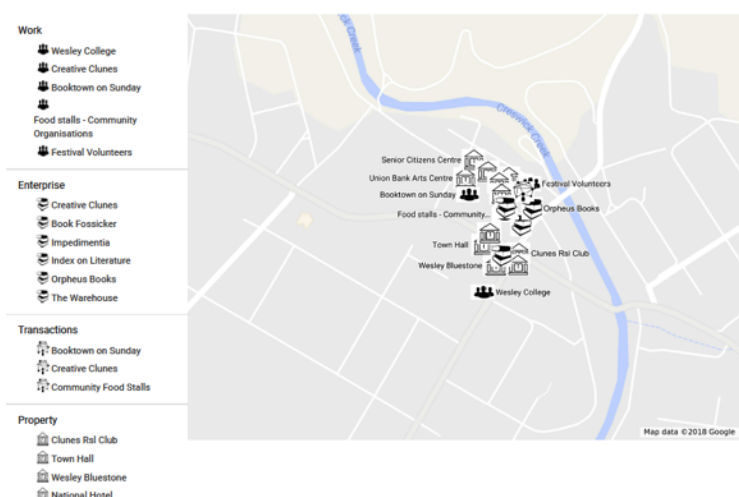 Work
Wesley College
Creative Clunes
Booktown on Sunday
Food stalls - Community
Organisations
Festival Volunteers
Enterprise
Creative Clunes
Book Fossicker
Impedimentia
Index on Literature
Orpheus Books
The Warehouse
Transactions
Booktown on Sunday
Creative Clunes
Community Food Stalls
Property
Clunes Rsl Club
Town Hall
Wesley Bluestone
National Hotel
Creek
Creswick Creek
Senior Citizens Centre
Union Bank Arts Centre
Festival Volunteers
Booktown on Sunday
Orpheus Books
Food stalls - Community...
Town Hall
Clunes Rsl Club
Wesley Bluestone
Wesley College
Map data ©2018 Google